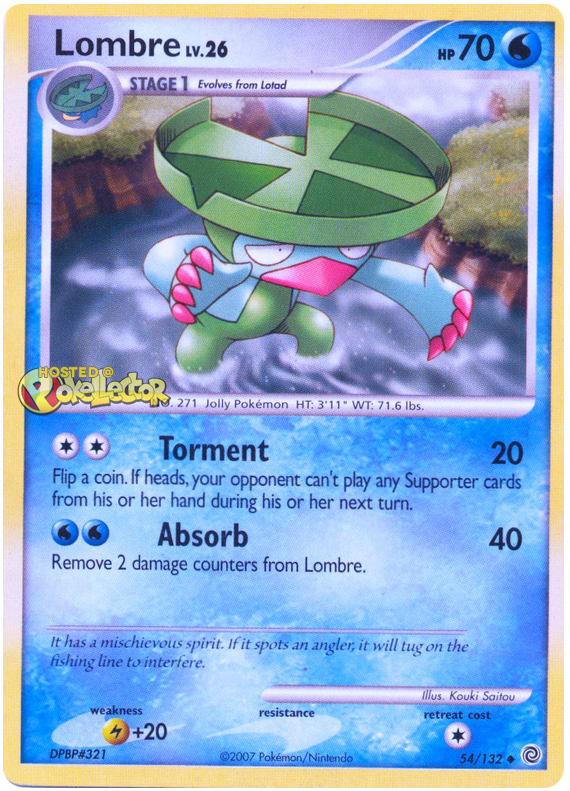 Lombre LV.26
HP 70
STAGE 1 Evolves from Lotad
HOSTED @
PokeLLector
. 271 Jolly Pokémon HT: 3'11" WT: 71.6 lbs.
Torment 20
Flip a coin. If heads, your opponent can't play any Supporter cards
from his or her hand during his or her next turn.
Absorb 40
Remove 2 damage counters from Lombre.
It has a mischievous spirit. If it spots an angler, it will tug on the
fishing line to interfere.
Illus. Kouki Saitou
weakness resistance retreat cost
+20
DPBP#321 ©2007 Pokémon/Nintendo 54/132